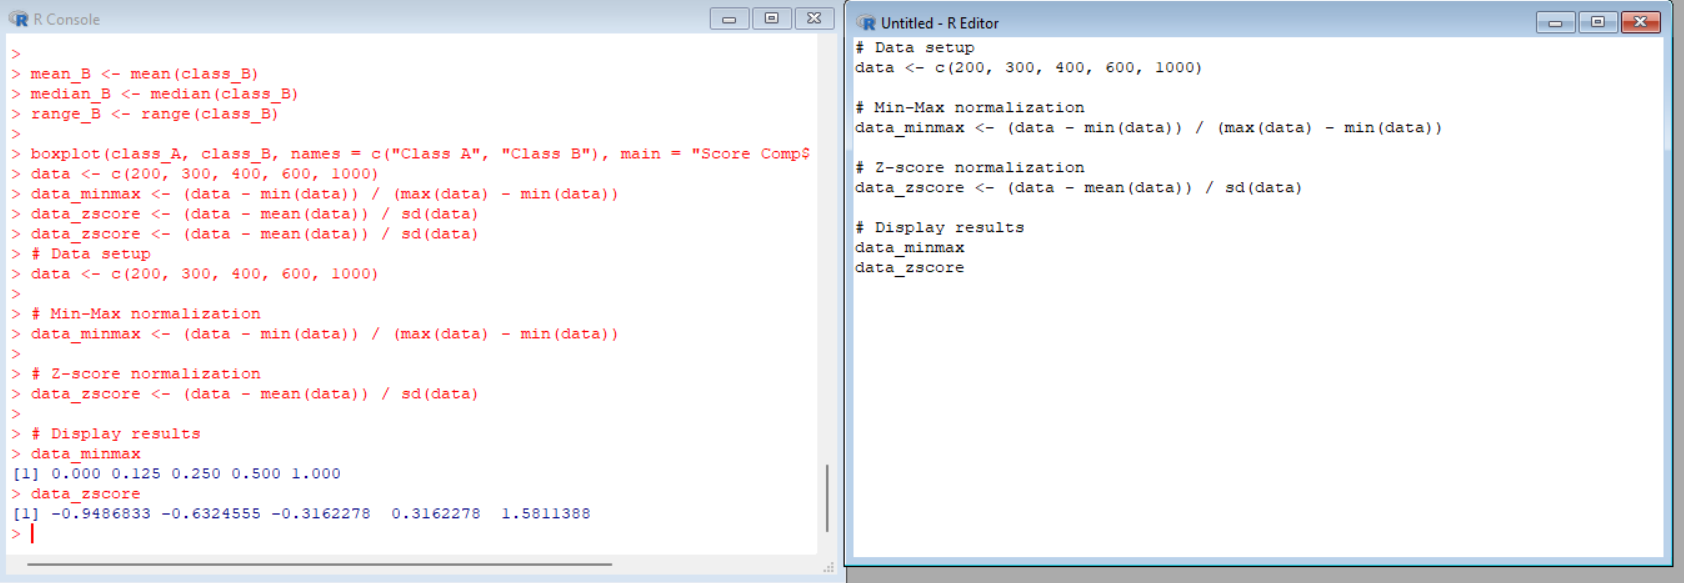 R Console
>
> mean_B <- mean(class_B)
> median_B <- median(class_B)
> range_B <- range(class_B)
>
> boxplot(class_A, class_B, names = c("Class A", "Class B"), main = "Score Comp$
> data <- c(200, 300, 400, 600, 1000)
> data_minmax <- (data - min(data)) / (max(data) - min(data))
> data_zscore <- (data - mean(data)) / sd(data)
> data_zscore <- (data - mean(data)) / sd(data)
> # Data setup
> data <- c(200, 300, 400, 600, 1000)
>
> # Min-Max normalization
> data_minmax <- (data - min(data)) / (max(data) - min(data))
>
> # Z-score normalization
> data_zscore <- (data - mean(data)) / sd(data)
>
> # Display results
> data_minmax
[1] 0.000 0.125 0.250 0.500 1.000
> data_zscore
[1] -0.9486833 -0.6324555 -0.3162278  0.3162278  1.5811388
>
Untitled - R Editor
# Data setup
data <- c(200, 300, 400, 600, 1000)
# Min-Max normalization
data_minmax <- (data - min(data)) / (max(data) - min(data))
# Z-score normalization
data_zscore <- (data - mean(data)) / sd(data)
# Display results
data_minmax
data_zscore